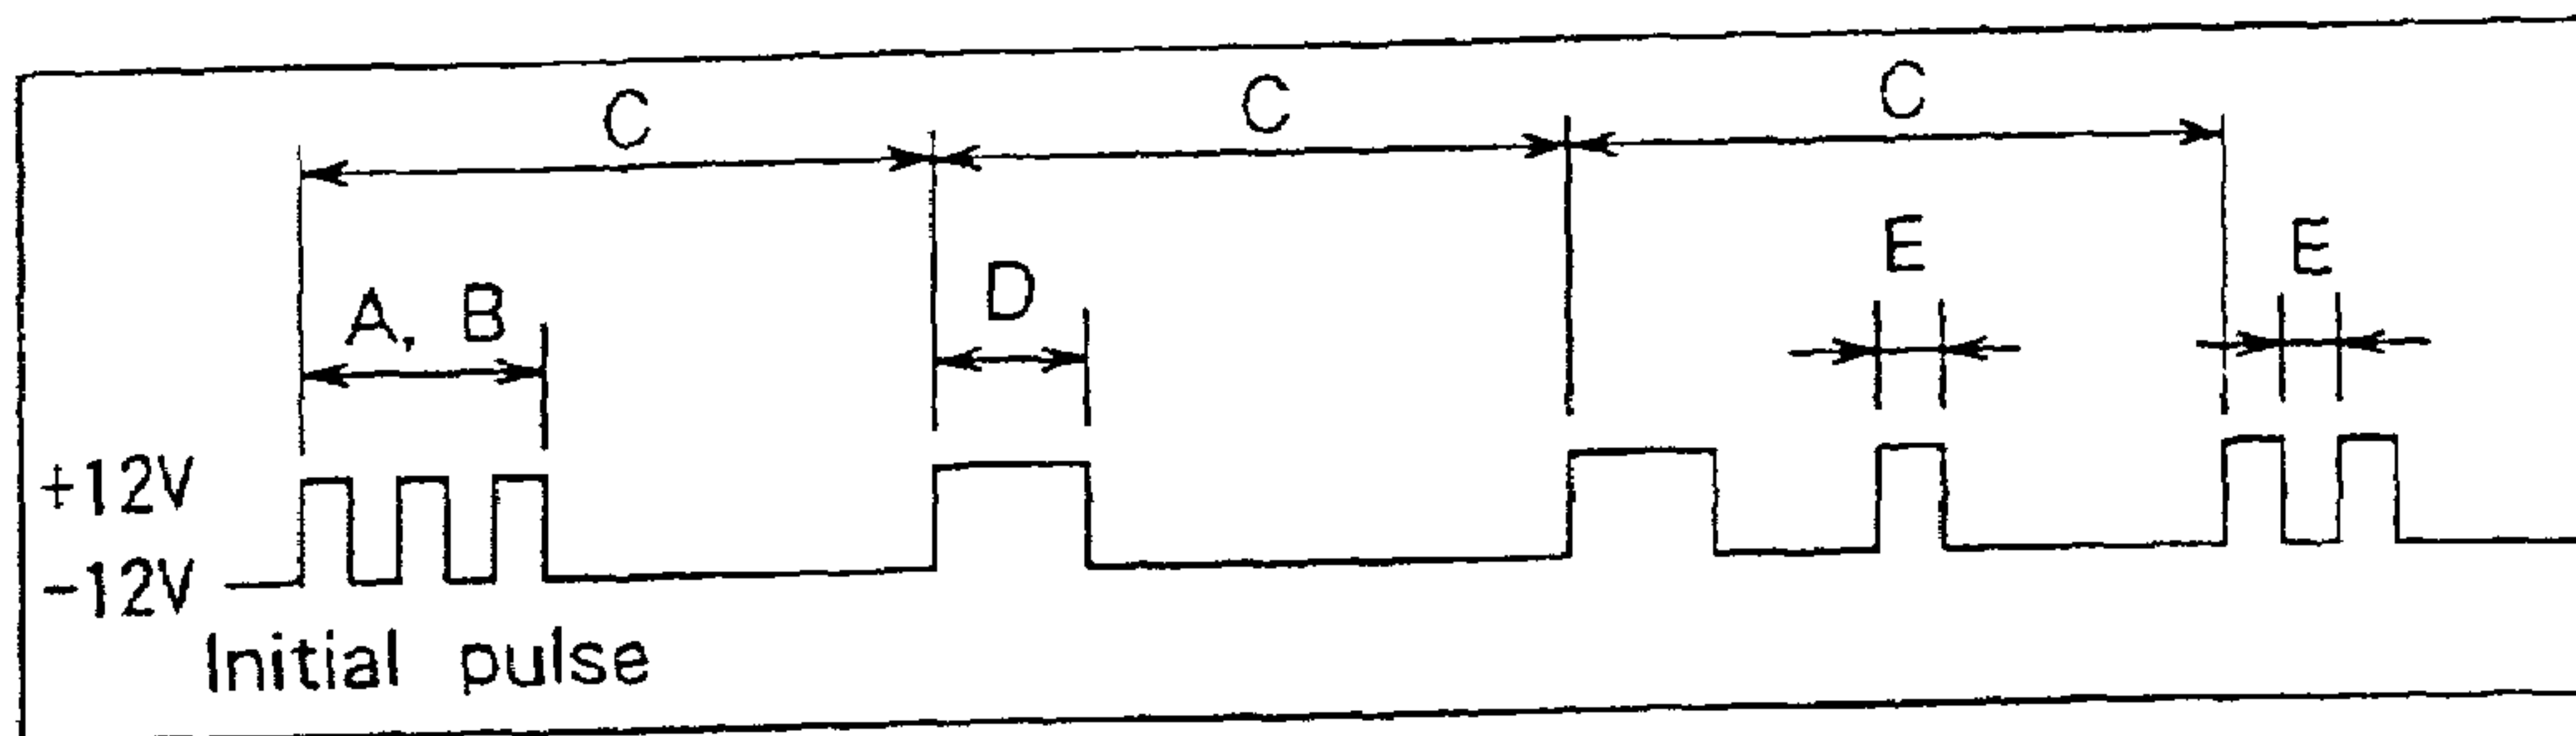 C C C
E E
A, B D
+12V
-12V
Initial pulse